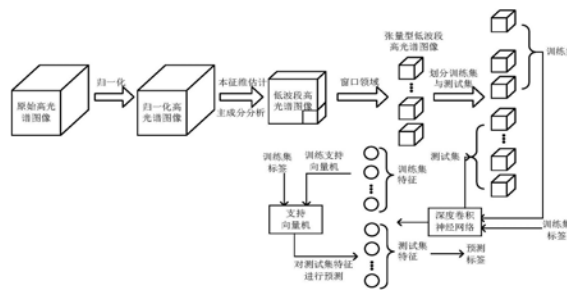 原始高光
谱图像
归一化
归一化高
光谱图像
本征维估计
主成分分析
低波段高
光谱图像
窗口领域
张量型低波段
高光谱图像
划分训练集
与测试集
训练
测试集
训练集
标签
训练支持
向量机
训练集
特征
支持
向量机
深度卷积
神经网络
训练集
标签
对测试集特征
进行预测
测试集
特征
预测
标签